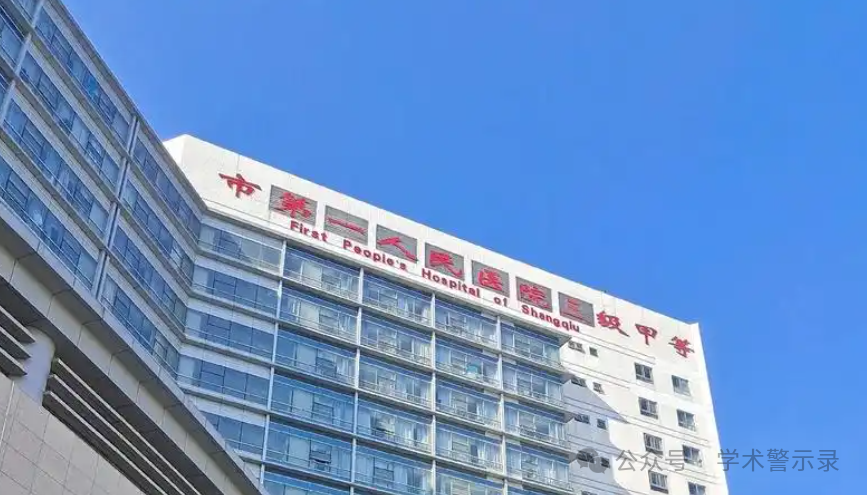 市第一人民医院三级甲等
First People's Hospital of Shangqiu
公众号 · 学术警示录